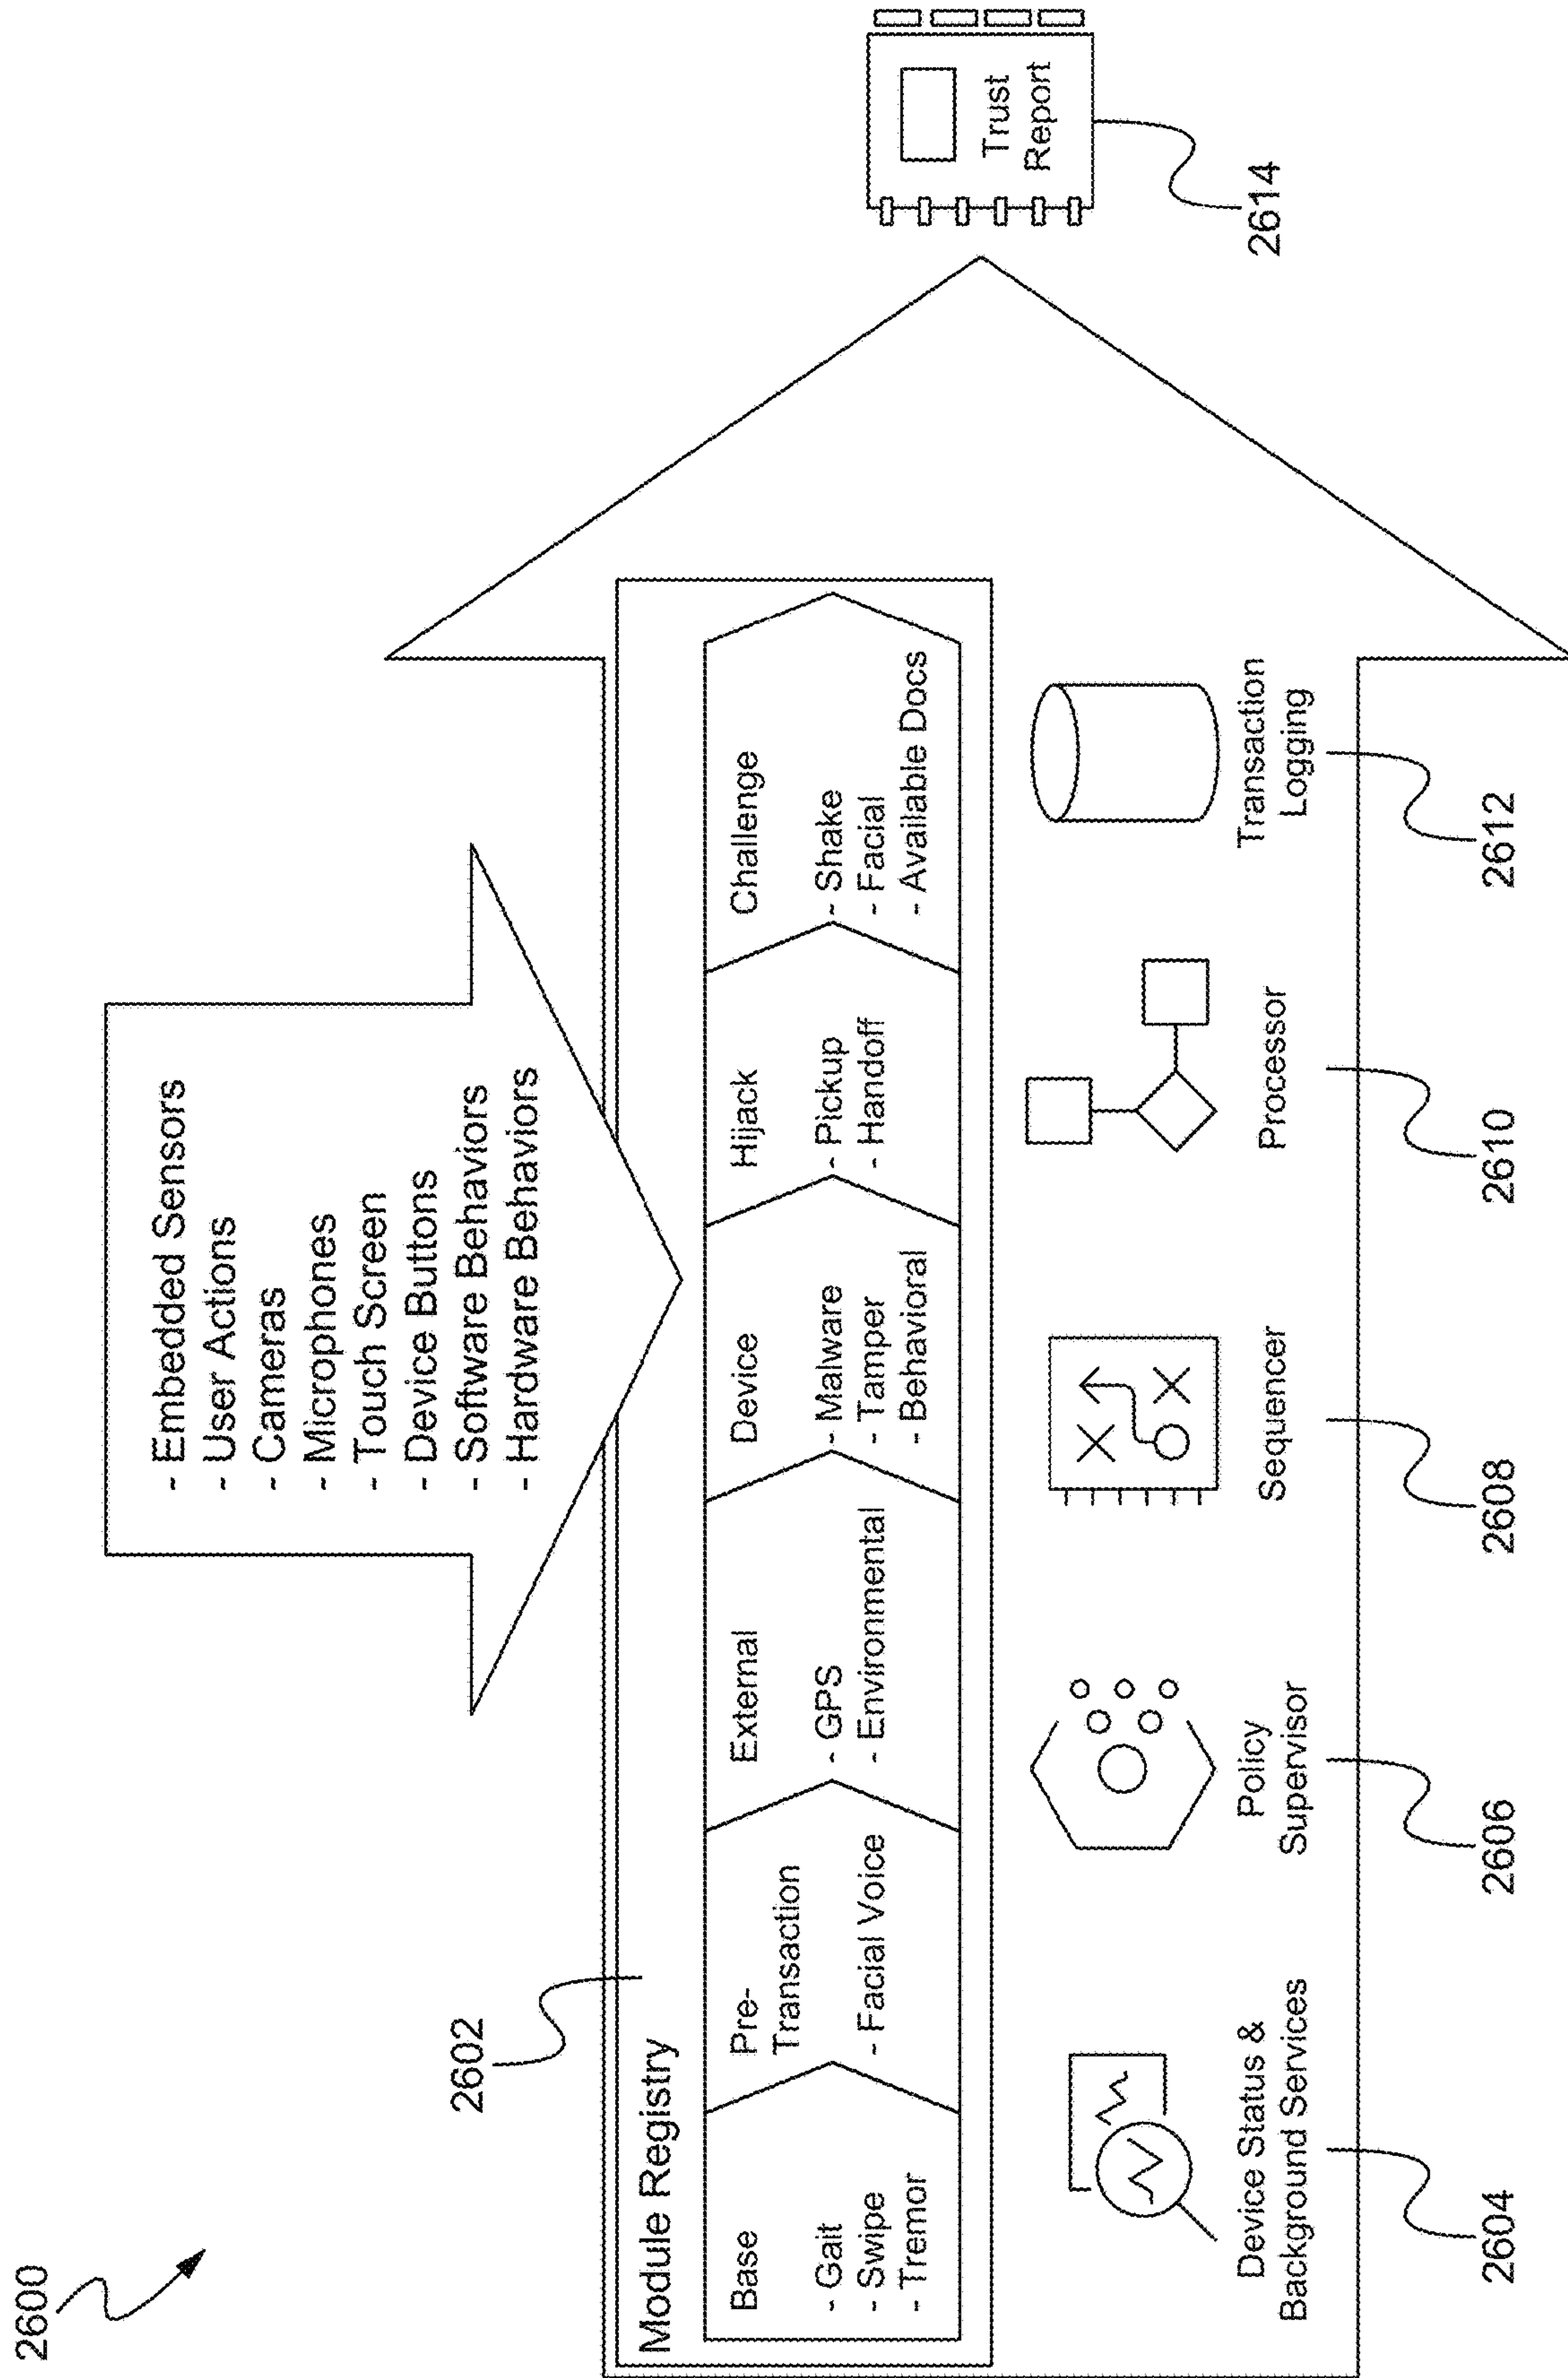 2600
- Embedded Sensors
- User Actions
- Cameras
- Microphones
- Touch Screen
- Device Buttons
- Software Behaviors
- Hardware Behaviors
2602
Module Registry
Base
- Gait
- Swipe
- Tremor
Pre-
Transaction
- Facial Voice
External
- GPS
- Environmental
Device
- Malware
- Tamper
- Behavioral
Hijack
- Pickup
- Handoff
Challenge
- Shake
- Facial
- Available Docs
Device Status &
Background Services
2604
Policy
Supervisor
2606
Sequencer
2608
Processor
2610
Transaction
Logging
2612
Trust
Report
2614